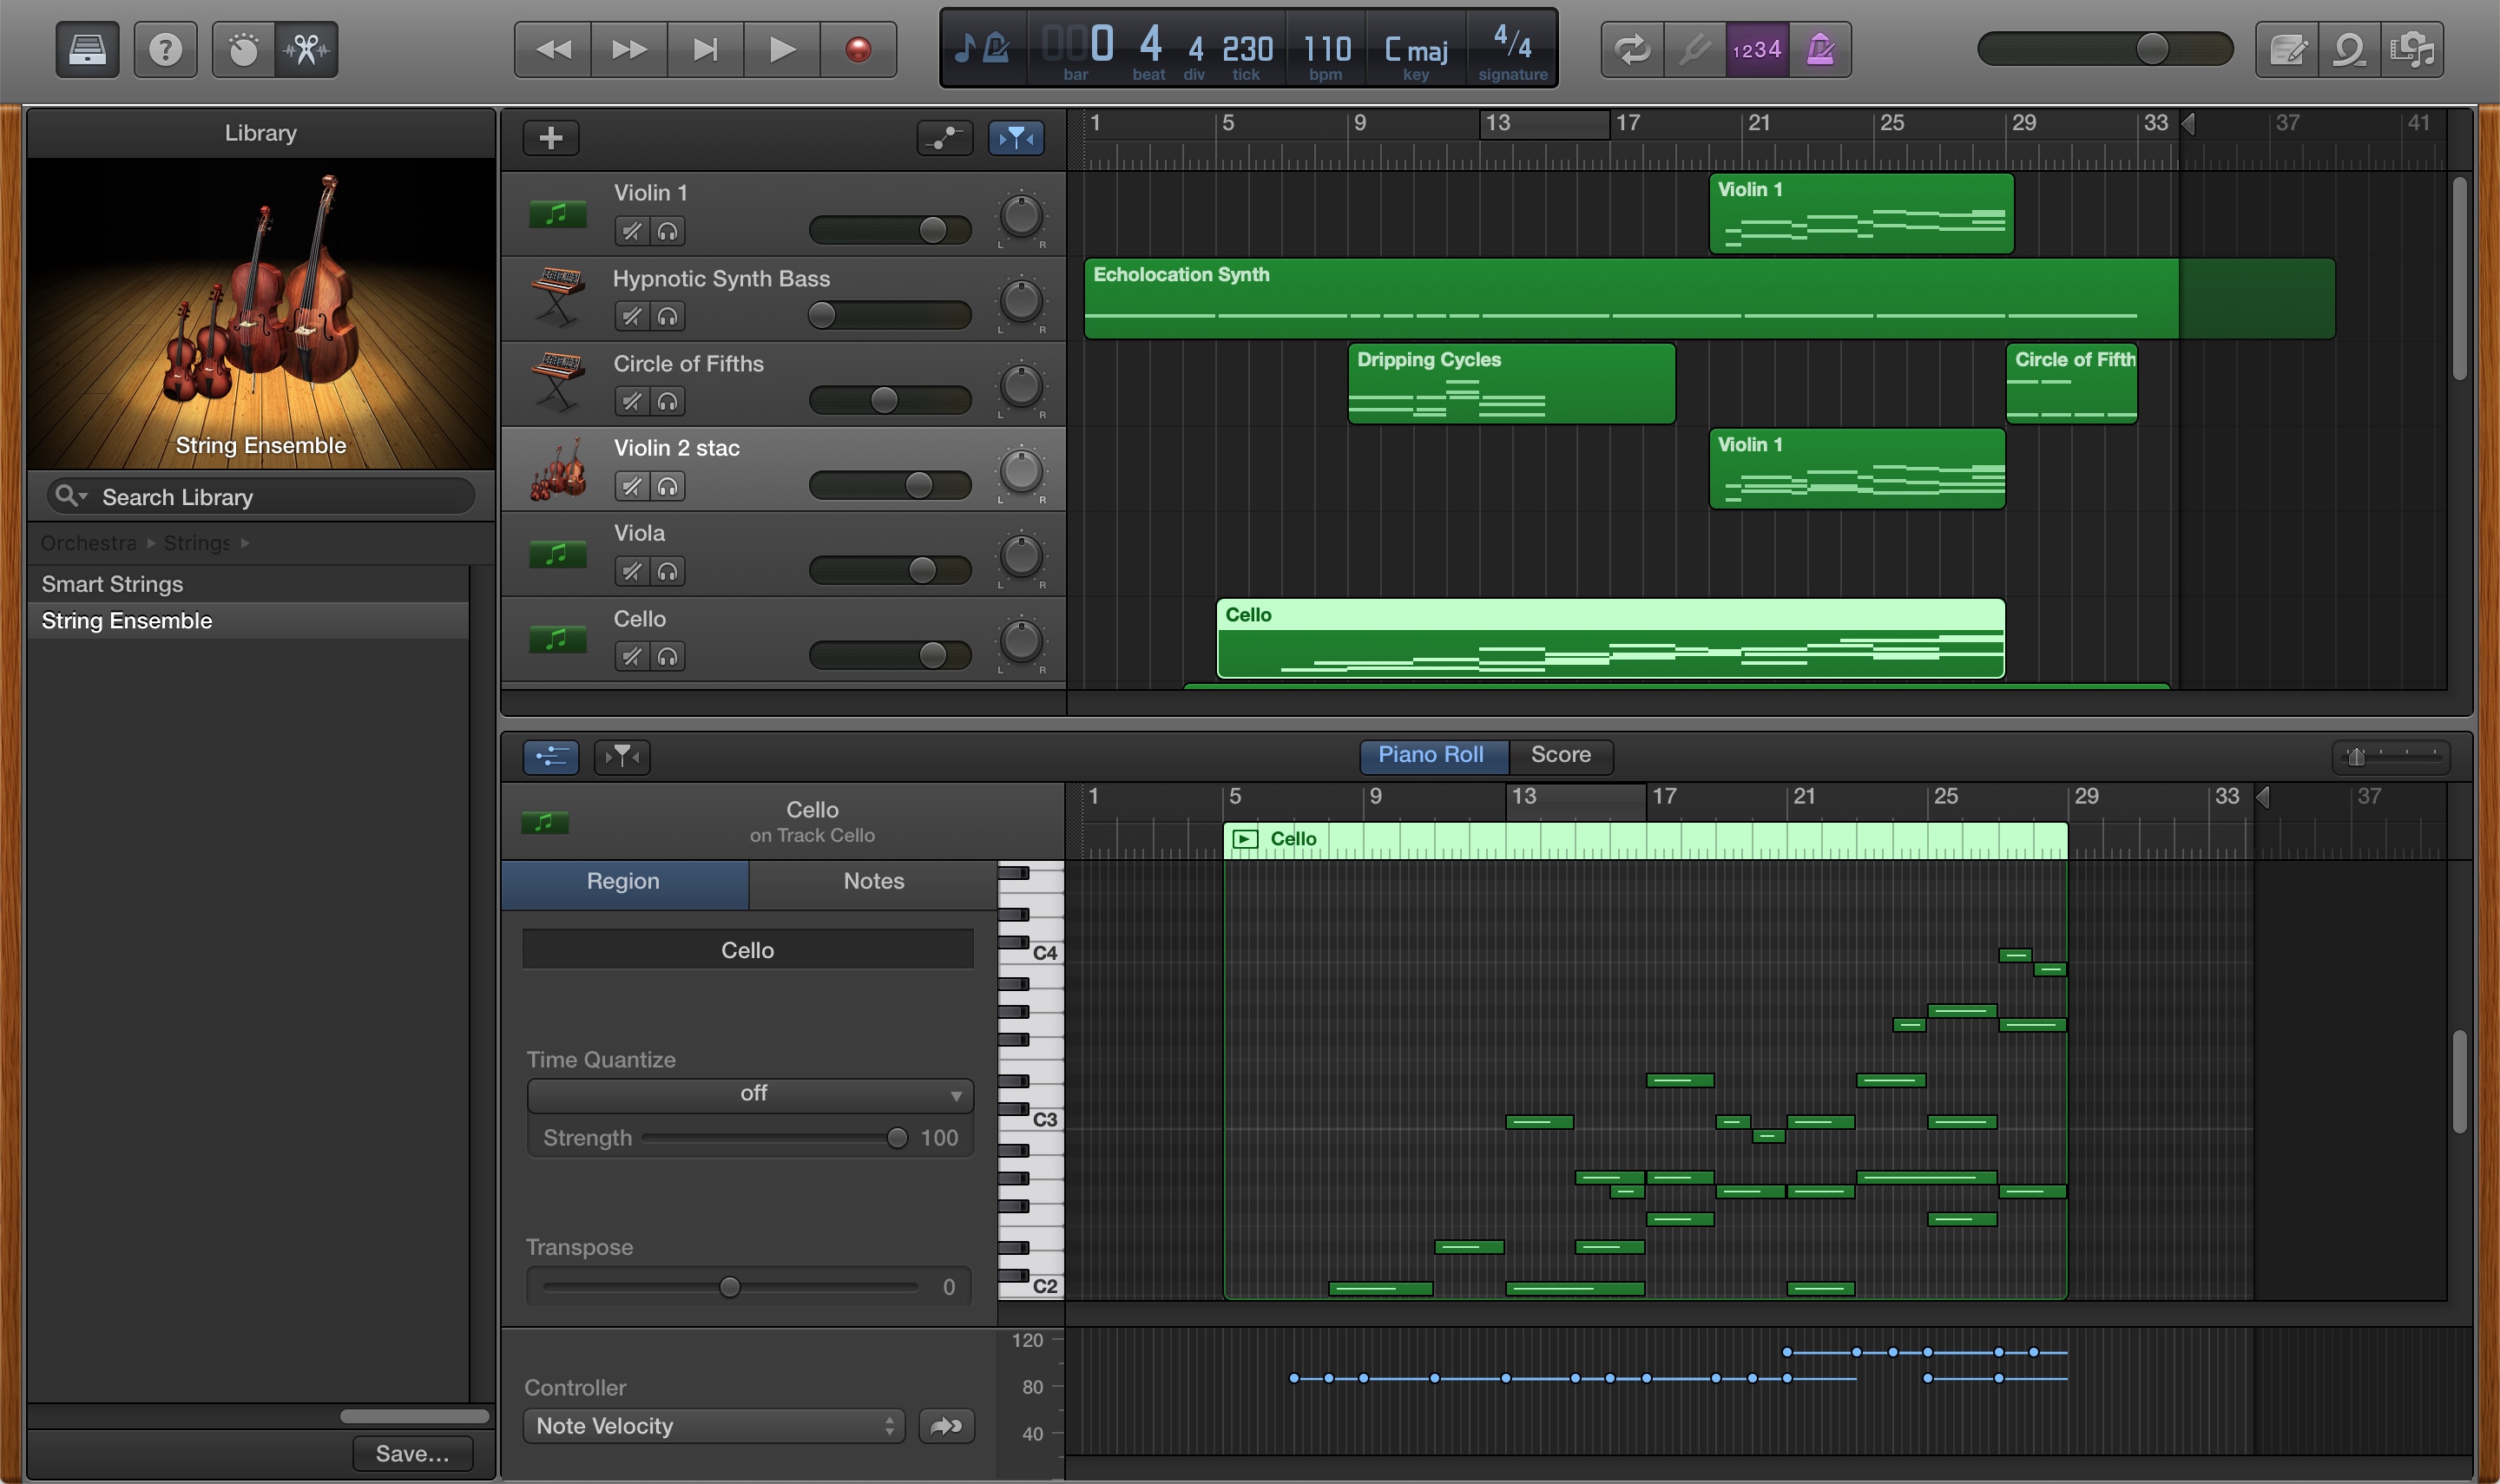 0 4 4 230 110 C maj 4/4
bar beat div tick bpm key signature
1234
Library
String Ensemble
Search Library
Orchestra Strings
Smart Strings
String Ensemble
Save...
1 5 9 13 17 21 25 29 33 37 41
Violin 1
L R
Violin 1
Hypnotic Synth Bass
L R
Echolocation Synth
Circle of Fifths
L R
Dripping Cycles
Circle of Fifth
Violin 2 stac
L R
Violin 1
Viola
L R
Cello
L R
Cello
Piano Roll Score
Cello
on Track Cello
1 5 9 13 17 21 25 29 33 37
Cello
Region Notes
Cello
Time Quantize
off
Strength 100
Transpose
0
C4
C3
C2
Controller
Note Velocity
120
80
40